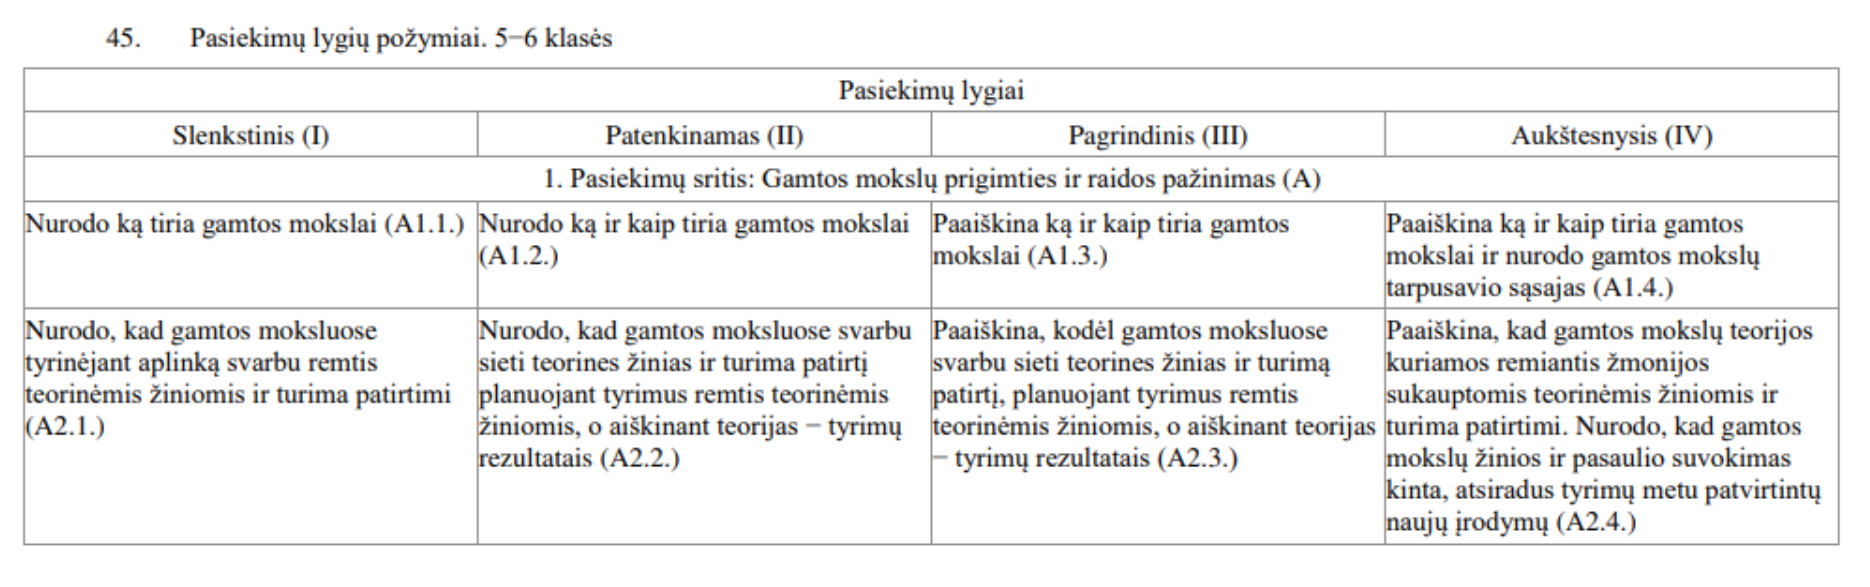 45. Pasiekimų lygių požymiai. 5−6 klasės
Pasiekimų lygiai
Slenkstinis (I)
Patenkinamas (II)
Pagrindinis (III)
Aukštesnysis (IV)
1. Pasiekimų sritis: Gamtos mokslų prigimties ir raidos pažinimas (A)
Nurodo ką tiria gamtos mokslai (A1.1.)
Nurodo ką ir kaip tiria gamtos mokslai
(A1.2.)
Paaiškina ką ir kaip tiria gamtos
mokslai (A1.3.)
Paaiškina ką ir kaip tiria gamtos
mokslai ir nurodo gamtos mokslų
tarpusavio sąsajas (A1.4.)
Nurodo, kad gamtos moksluose
tyrinėjant aplinką svarbu remtis
teorinėmis žiniomis ir turima patirtimi
(A2.1.)
Nurodo, kad gamtos moksluose svarbu
sieti teorines žinias ir turima patirtį
planuojant tyrimus remtis teorinėmis
žiniomis, o aiškinant teorijas − tyrimų
rezultatais (A2.2.)
Paaiškina, kodėl gamtos moksluose
svarbu sieti teorines žinias ir turimą
patirtį, planuojant tyrimus remtis
teorinėmis žiniomis, o aiškinant teorijas
− tyrimų rezultatais (A2.3.)
Paaiškina, kad gamtos mokslų teorijos
kuriamos remiantis žmonijos
sukauptomis teorinėmis žiniomis ir
turima patirtimi. Nurodo, kad gamtos
mokslų žinios ir pasaulio suvokimas
kinta, atsiradus tyrimų metu patvirtintų
naujų įrodymų (A2.4.)